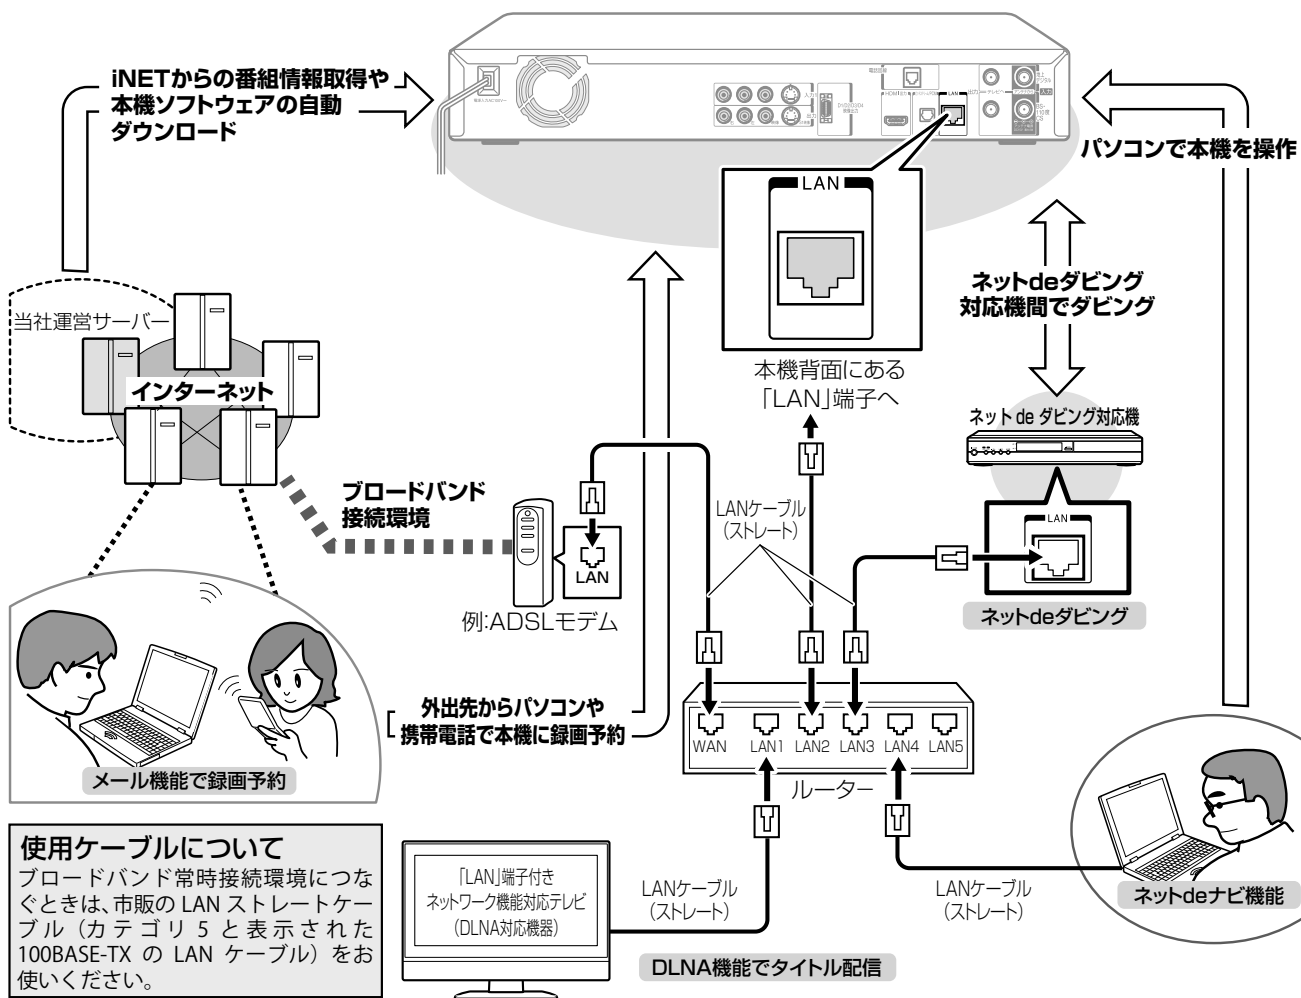 iNETからの番組情報取得や
本機ソフトウェアの自動
ダウンロード
パソコンで本機を操作
LAN
LAN
本機背面にある
「LAN」端子へ
ネットdeダビング
対応機間でダビング
ネット de ダビング対応機
LAN
ネットdeダビング
当社運営サーバー
インターネット
ブロードバンド
接続環境
LAN
例:ADSLモデム
LANケーブル
（ストレート）
外出先からパソコンや
携帯電話で本機に録画予約
メール機能で録画予約
WAN LAN1 LAN2 LAN3 LAN4 LAN5
ルーター
使用ケーブルについて
ブロードバンド常時接続環境につな
ぐときは、市販の LAN ストレートケー
ブル（カテゴリ 5 と表示された
100BASE-TX の LAN ケーブル）をお
使いください。
「LAN」端子付き
ネットワーク機能対応テレビ
（DLNA対応機器）
LANケーブル
（ストレート）
DLNA機能でタイトル配信
LANケーブル
（ストレート）
ネットdeナビ機能